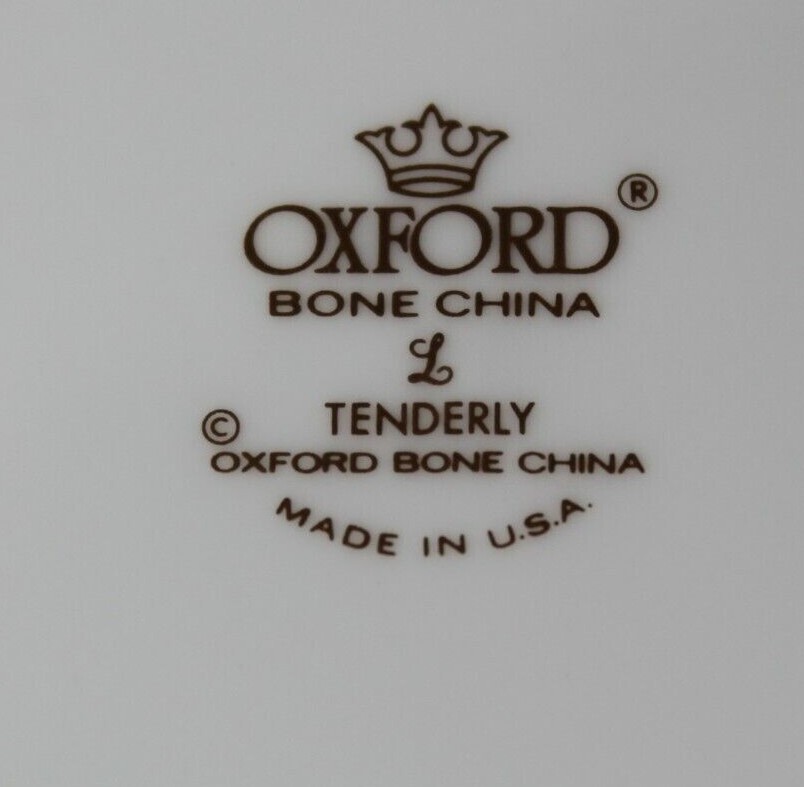 OXFORD ®
BONE CHINA
L
TENDERLY
© OXFORD BONE CHINA
MADE IN U.S.A.